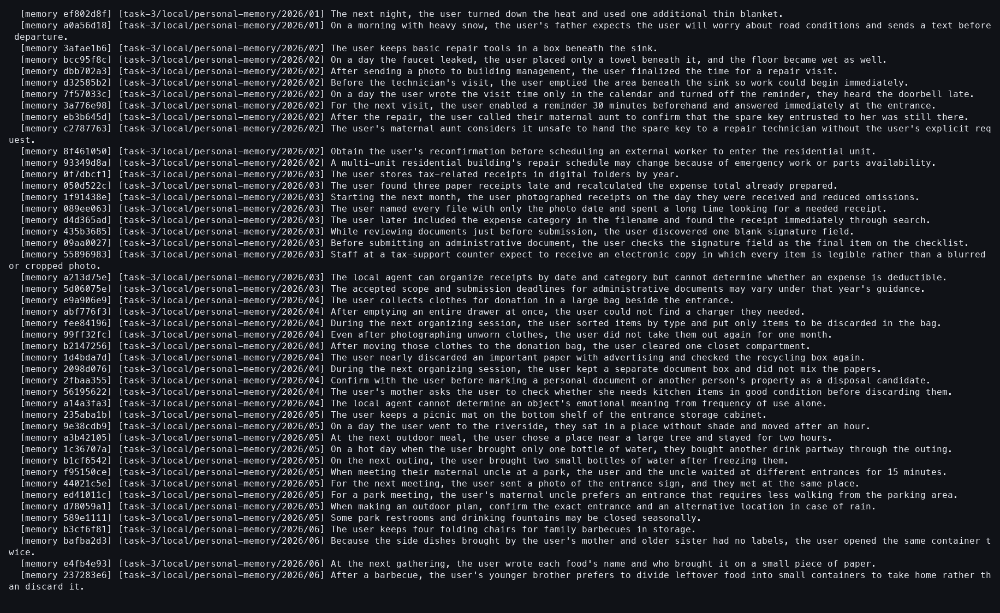 [memory ef802d8f] [task-3/local/personal-memory/2026/01] The next night, the user turned down the heat and used one additional thin blanket.
[memory a0a56d18] [task-3/local/personal-memory/2026/01] On a morning with heavy snow, the user's father expects the user will worry about road conditions and sends a text before
departure.
[memory 3afae1b6] [task-3/local/personal-memory/2026/02] The user keeps basic repair tools in a box beneath the sink.
[memory bcc95f8c] [task-3/local/personal-memory/2026/02] On a day the faucet leaked, the user placed only a towel beneath it, and the floor became wet as well.
[memory dbb702a3] [task-3/local/personal-memory/2026/02] After sending a photo to building management, the user finalized the time for a repair visit.
[memory d32585b2] [task-3/local/personal-memory/2026/02] Before the technician's visit, the user emptied the area beneath the sink so work could begin immediately.
[memory 7f57033c] [task-3/local/personal-memory/2026/02] On a day the user wrote the visit time only in the calendar and turned off the reminder, they heard the doorbell late.
[memory 3a776e98] [task-3/local/personal-memory/2026/02] For the next visit, the user enabled a reminder 30 minutes beforehand and answered immediately at the entrance.
[memory eb3b645d] [task-3/local/personal-memory/2026/02] After the repair, the user called their maternal aunt to confirm that the spare key entrusted to her was still there.
[memory c2787763] [task-3/local/personal-memory/2026/02] The user's maternal aunt considers it unsafe to hand the spare key to a repair technician without the user's explicit req
uest.
[memory 8f461050] [task-3/local/personal-memory/2026/02] Obtain the user's reconfirmation before scheduling an external worker to enter the residential unit.
[memory 93349d8a] [task-3/local/personal-memory/2026/02] A multi-unit residential building's repair schedule may change because of emergency work or parts availability.
[memory 0f7dbcf1] [task-3/local/personal-memory/2026/03] The user stores tax-related receipts in digital folders by year.
[memory 050d522c] [task-3/local/personal-memory/2026/03] The user found three paper receipts late and recalculated the expense total already prepared.
[memory 1f91438e] [task-3/local/personal-memory/2026/03] Starting the next month, the user photographed receipts on the day they were received and reduced omissions.
[memory 089ee063] [task-3/local/personal-memory/2026/03] The user named every file with only the photo date and spent a long time looking for a needed receipt.
[memory d4d365ad] [task-3/local/personal-memory/2026/03] The user later included the expense category in the filename and found the receipt immediately through search.
[memory 435b3685] [task-3/local/personal-memory/2026/03] While reviewing documents just before submission, the user discovered one blank signature field.
[memory 09aa0027] [task-3/local/personal-memory/2026/03] Before submitting an administrative document, the user checks the signature field as the final item on the checklist.
[memory 55896983] [task-3/local/personal-memory/2026/03] Staff at a tax-support counter expect to receive an electronic copy in which every item is legible rather than a blurred
or cropped photo.
[memory a213d75e] [task-3/local/personal-memory/2026/03] The local agent can organize receipts by date and category but cannot determine whether an expense is deductible.
[memory 5d06075e] [task-3/local/personal-memory/2026/03] The accepted scope and submission deadlines for administrative documents may vary under that year's guidance.
[memory e9a906e9] [task-3/local/personal-memory/2026/04] The user collects clothes for donation in a large bag beside the entrance.
[memory abf776f3] [task-3/local/personal-memory/2026/04] After emptying an entire drawer at once, the user could not find a charger they needed.
[memory fee84196] [task-3/local/personal-memory/2026/04] During the next organizing session, the user sorted items by type and put only items to be discarded in the bag.
[memory 99ff32fc] [task-3/local/personal-memory/2026/04] Even after photographing unworn clothes, the user did not take them out again for one month.
[memory b2147256] [task-3/local/personal-memory/2026/04] After moving those clothes to the donation bag, the user cleared one closet compartment.
[memory 1d4bda7d] [task-3/local/personal-memory/2026/04] The user nearly discarded an important paper with advertising and checked the recycling box again.
[memory 2098d076] [task-3/local/personal-memory/2026/04] During the next organizing session, the user kept a separate document box and did not mix the papers.
[memory 2fbaa355] [task-3/local/personal-memory/2026/04] Confirm with the user before marking a personal document or another person's property as a disposal candidate.
[memory 56195622] [task-3/local/personal-memory/2026/04] The user's mother asks the user to check whether she needs kitchen items in good condition before discarding them.
[memory a14a3fa3] [task-3/local/personal-memory/2026/04] The local agent cannot determine an object's emotional meaning from frequency of use alone.
[memory 235aba1b] [task-3/local/personal-memory/2026/05] The user keeps a picnic mat on the bottom shelf of the entrance storage cabinet.
[memory 9e38cdb9] [task-3/local/personal-memory/2026/05] On a day the user went to the riverside, they sat in a place without shade and moved after an hour.
[memory a3b42105] [task-3/local/personal-memory/2026/05] At the next outdoor meal, the user chose a place near a large tree and stayed for two hours.
[memory 1c36707a] [task-3/local/personal-memory/2026/05] On a hot day when the user brought only one bottle of water, they bought another drink partway through the outing.
[memory b1cf6542] [task-3/local/personal-memory/2026/05] On the next outing, the user brought two small bottles of water after freezing them.
[memory f95150ce] [task-3/local/personal-memory/2026/05] When meeting their maternal uncle at a park, the user and the uncle waited at different entrances for 15 minutes.
[memory 44021c5e] [task-3/local/personal-memory/2026/05] For the next meeting, the user sent a photo of the entrance sign, and they met at the same place.
[memory ed41011c] [task-3/local/personal-memory/2026/05] For a park meeting, the user's maternal uncle prefers an entrance that requires less walking from the parking area.
[memory d78059a1] [task-3/local/personal-memory/2026/05] When making an outdoor plan, confirm the exact entrance and an alternative location in case of rain.
[memory 589e1111] [task-3/local/personal-memory/2026/05] Some park restrooms and drinking fountains may be closed seasonally.
[memory b3cf6f81] [task-3/local/personal-memory/2026/06] The user keeps four folding chairs for family barbecues in storage.
[memory bafba2d3] [task-3/local/personal-memory/2026/06] Because the side dishes brought by the user's mother and older sister had no labels, the user opened the same container t
wice.
[memory e4fb4e93] [task-3/local/personal-memory/2026/06] At the next gathering, the user wrote each food's name and who brought it on a small piece of paper.
[memory 237283e6] [task-3/local/personal-memory/2026/06] After a barbecue, the user's younger brother prefers to divide leftover food into small containers to take home rather th
an discard it.